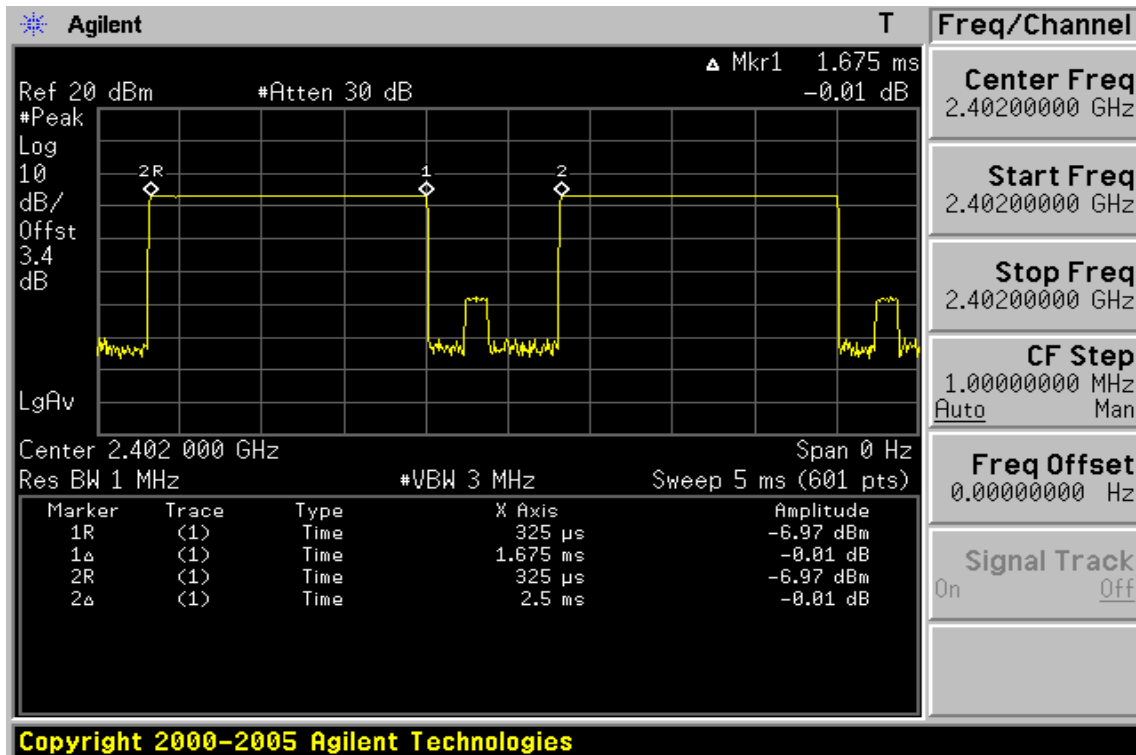 Agilent T Freq/Channel
Δ Mkr1 1.675 ms
Ref 20 dBm #Atten 30 dB -0.01 dB
#Peak
Log
10
dB/
Offst
3.4
dB
LgAv
2R 1 2
Center 2.402 000 GHz Span 0 Hz
Res BW 1 MHz #VBW 3 MHz Sweep 5 ms (601 pts)
Marker Trace Type X Axis Amplitude
1R (1) Time 325 µs -6.97 dBm
1Δ (1) Time 1.675 ms -0.01 dB
2R (1) Time 325 µs -6.97 dBm
2Δ (1) Time 2.5 ms -0.01 dB
Center Freq
2.40200000 GHz
Start Freq
2.40200000 GHz
Stop Freq
2.40200000 GHz
CF Step
1.00000000 MHz
Auto Man
Freq Offset
0.00000000 Hz
Signal Track
On Off
Copyright 2000-2005 Agilent Technologies